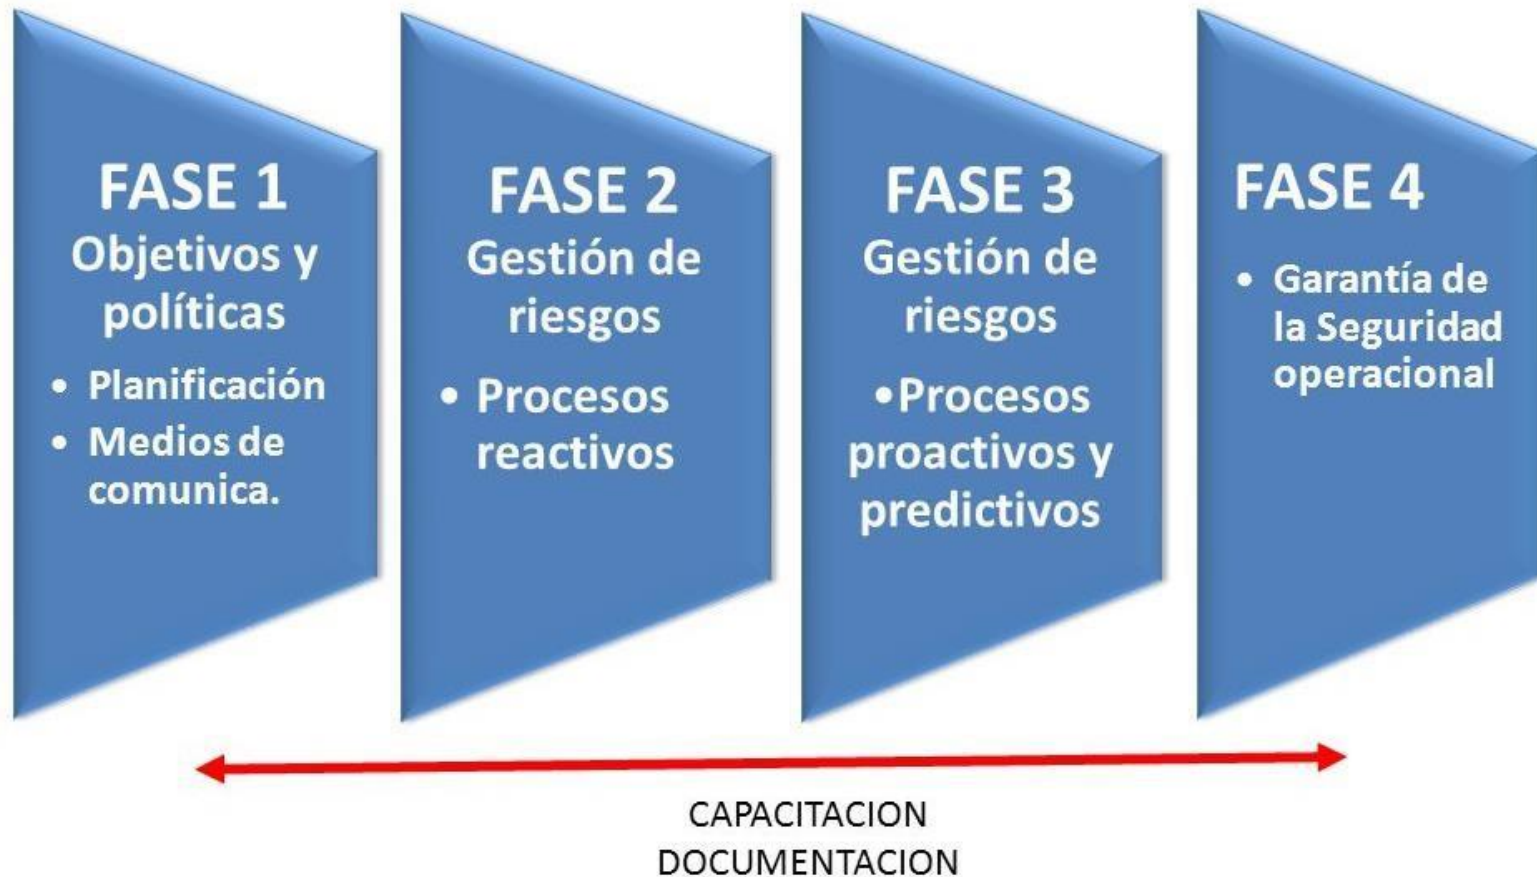 FASE 1
Objetivos y
políticas
• Planificación
• Medios de
comunica.
FASE 2
Gestión de
riesgos
• Procesos
reactivos
FASE 3
Gestión de
riesgos
•Procesos
proactivos y
predictivos
FASE 4
• Garantía de
la Seguridad
operacional
CAPACITACION
DOCUMENTACION